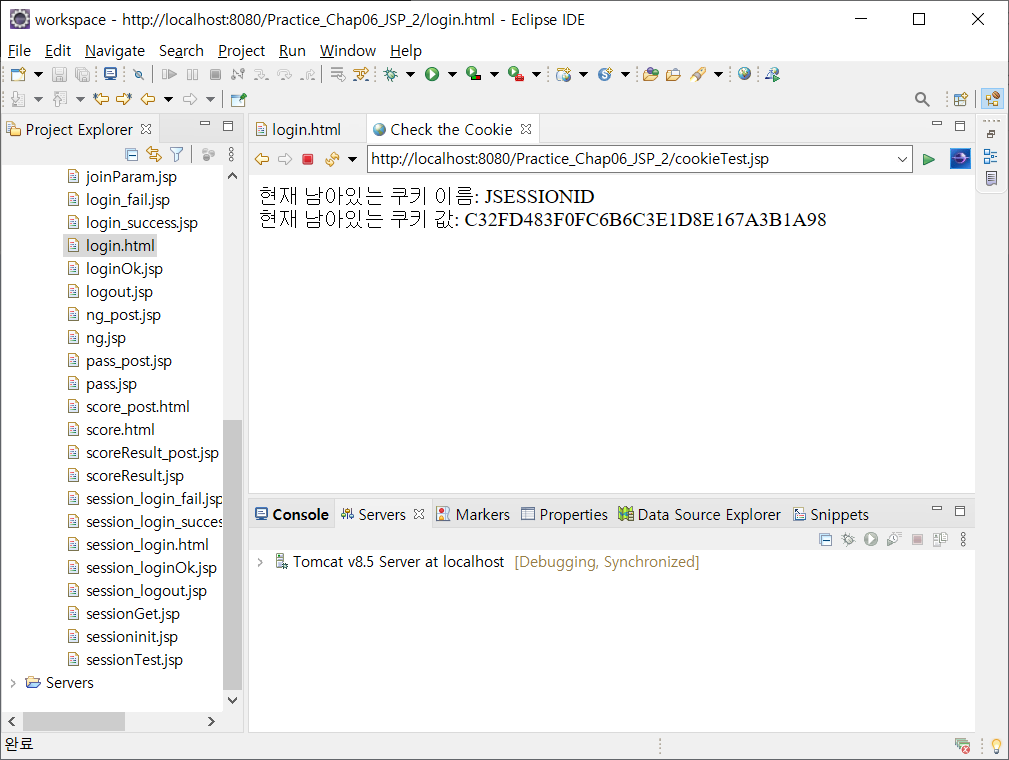 workspace - http://localhost:8080/Practice_Chap06_JSP_2/login.html - Eclipse IDE
File Edit Navigate Search Project Run Window Help
Project Explorer
joinParam.jsp
login_fail.jsp
login_success.jsp
login.html
loginOk.jsp
logout.jsp
ng_post.jsp
ng.jsp
pass_post.jsp
pass.jsp
score_post.html
score.html
scoreResult_post.jsp
scoreResult.jsp
session_login_fail.jsp
session_login_succes
session_login.html
session_loginOk.jsp
session_logout.jsp
sessionGet.jsp
sessioninit.jsp
sessionTest.jsp
Servers
login.html Check the Cookie
http://localhost:8080/Practice_Chap06_JSP_2/cookieTest.jsp
현재 남아있는 쿠키 이름: JSESSIONID
현재 남아있는 쿠키 값: C32FD483F0FC6B6C3E1D8E167A3B1A98
Console Servers Markers Properties Data Source Explorer Snippets
Tomcat v8.5 Server at localhost [Debugging, Synchronized]
완료